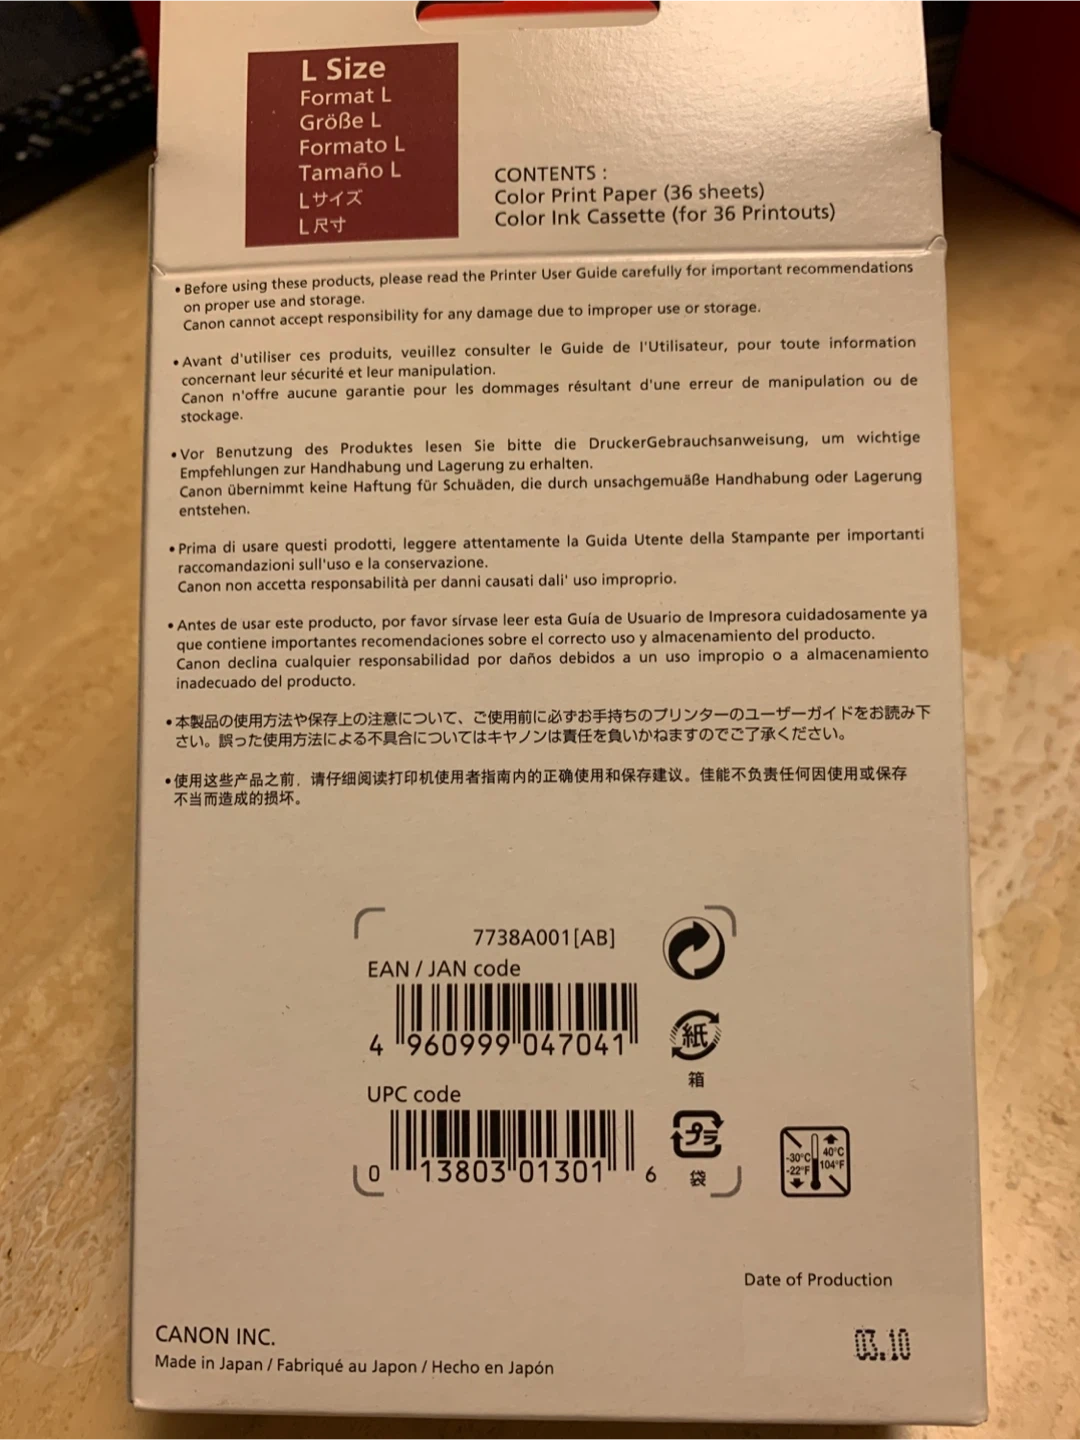 L Size
Format L
Größe L
Formato L
Tamaño L
Lサイズ
L尺寸
CONTENTS :
Color Print Paper (36 sheets)
Color Ink Cassette (for 36 Printouts)
• Before using these products, please read the Printer User Guide carefully for important recommendations
on proper use and storage.
Canon cannot accept responsibility for any damage due to improper use or storage.
• Avant d'utiliser ces produits, veuillez consulter le Guide de l'Utilisateur, pour toute information
concernant leur sécurité et leur manipulation.
Canon n'offre aucune garantie pour les dommages résultant d'une erreur de manipulation ou de
stockage.
• Vor Benutzung des Produktes lesen Sie bitte die DruckerGebrauchsanweisung, um wichtige
Empfehlungen zur Handhabung und Lagerung zu erhalten.
Canon übernimmt keine Haftung für Schuäden, die durch unsachgemuäße Handhabung oder Lagerung
entstehen.
• Prima di usare questi prodotti, leggere attentamente la Guida Utente della Stampante per importanti
raccomandazioni sull'uso e la conservazione.
Canon non accetta responsabilità per danni causati dali' uso improprio.
• Antes de usar este producto, por favor sírvase leer esta Guía de Usuario de Impresora cuidadosamente ya
que contiene importantes recomendaciones sobre el correcto uso y almacenamiento del producto.
Canon declina cualquier responsabilidad por daños debidos a un uso impropio o a almacenamiento
inadecuado del producto.
• 本製品の使用方法や保存上の注意について、ご使用前に必ずお手持ちのプリンターのユーザーガイドをお読み下
さい。誤った使用方法による不具合についてはキヤノンは責任を負いかねますのでご了承ください。
• 使用这些产品之前，请仔细阅读打印机使用者指南内的正确使用和保存建议。佳能不负责任何因使用或保存
不当而造成的损坏。
7738A001[AB]
EAN / JAN code
4 960999 047041
紙
箱
UPC code
0 13803 01301 6
プラ
袋
-30°C
-22°F
40°C
104°F
Date of Production
03.10
CANON INC.
Made in Japan / Fabriqué au Japon / Hecho en Japón